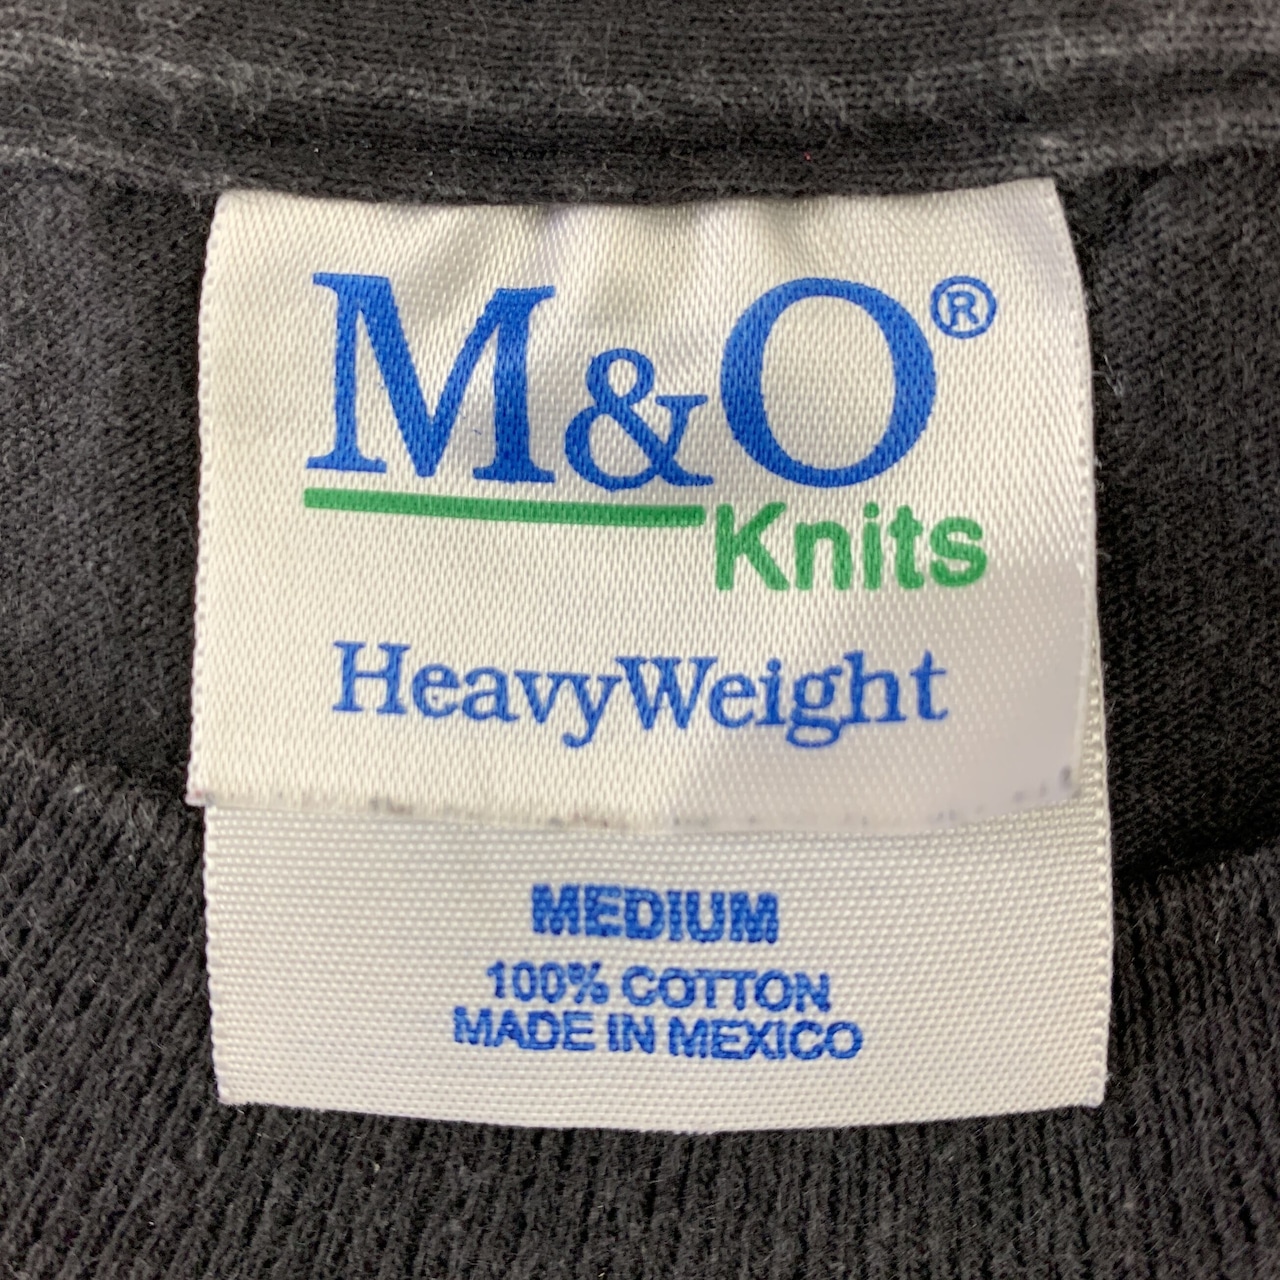 M&O®
Knits
HeavyWeight
MEDIUM
100% COTTON
MADE IN MEXICO